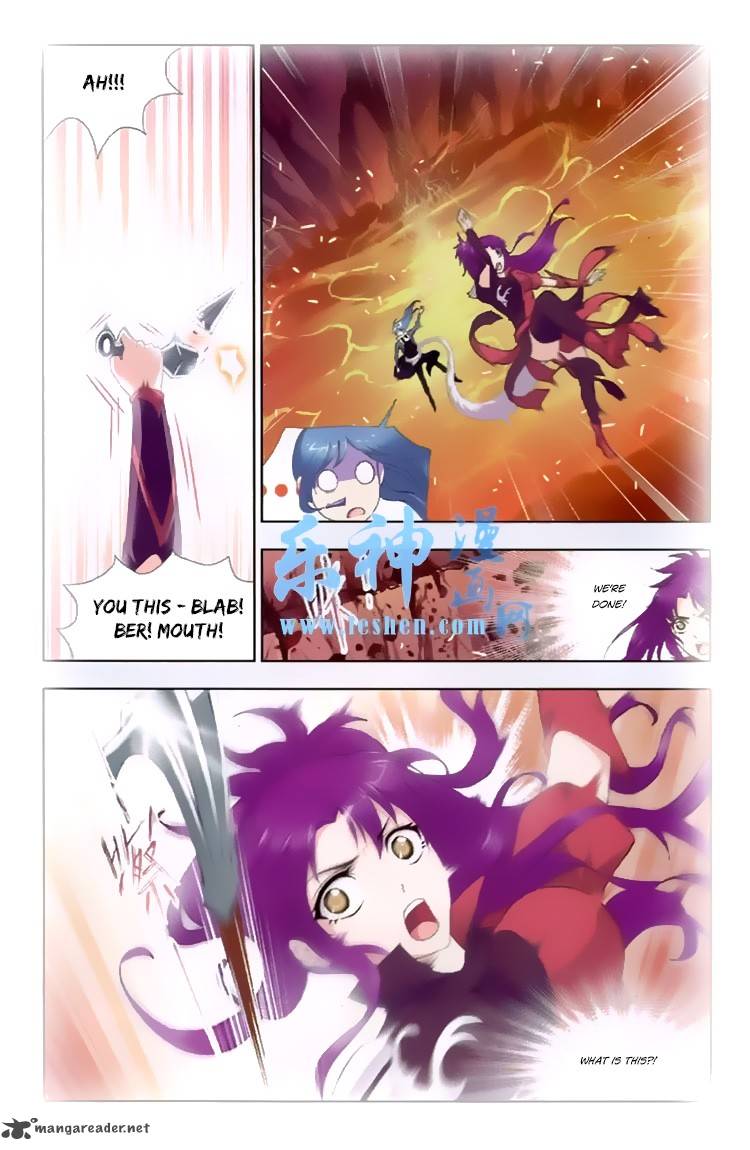 AH!!!
YOU THIS - BLAB!
BER! MOUTH!
乐神
漫画网
www.leshen.com
WE'RE
DONE!
WHAT IS THIS?!
mangareader.net